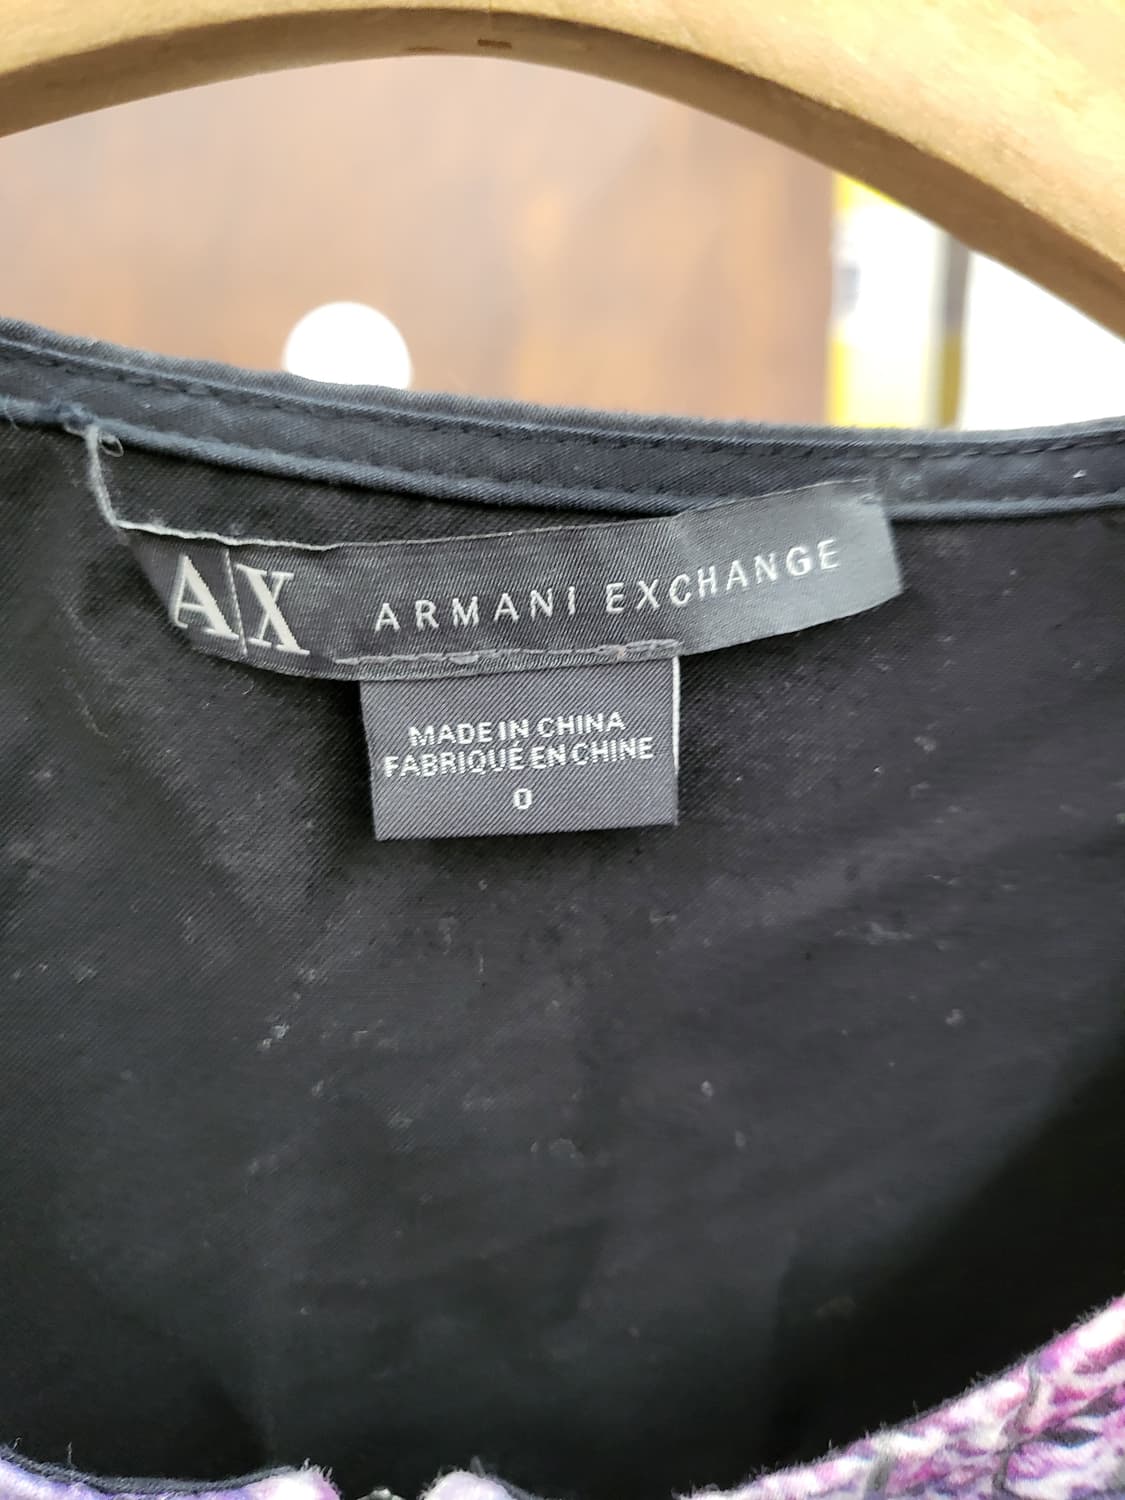 A|X ARMANI EXCHANGE
MADE IN CHINA
FABRIQUÉ EN CHINE
0